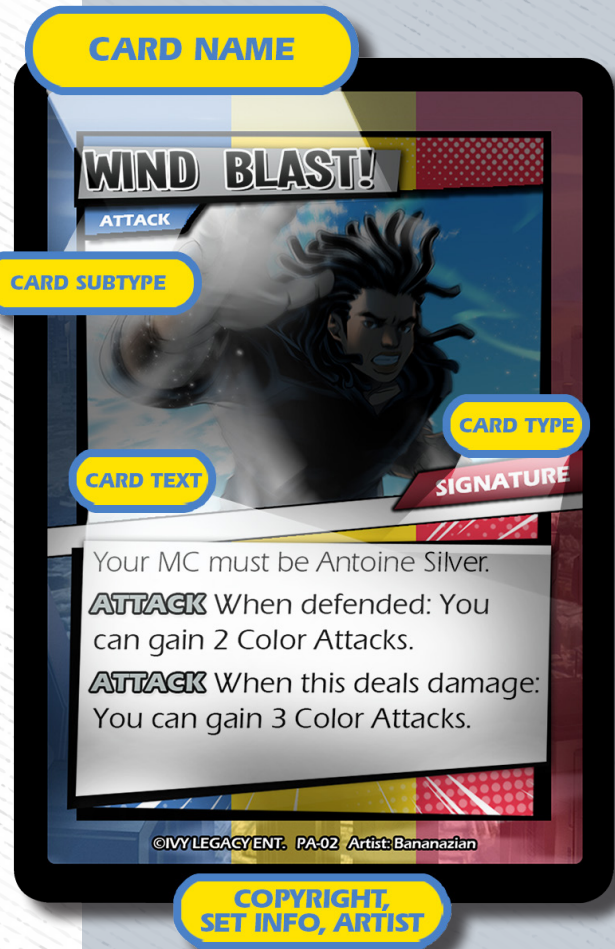 CARD NAME
WIND BLAST!
ATTACK
CARD SUBTYPE
CARD TYPE
CARD TEXT
SIGNATURE
Your MC must be Antoine Silver.
ATTACK When defended: You
can gain 2 Color Attacks.
ATTACK When this deals damage:
You can gain 3 Color Attacks.
©IVY LEGACY ENT. PA-02 Artist: Bananazian
COPYRIGHT,
SET INFO, ARTIST